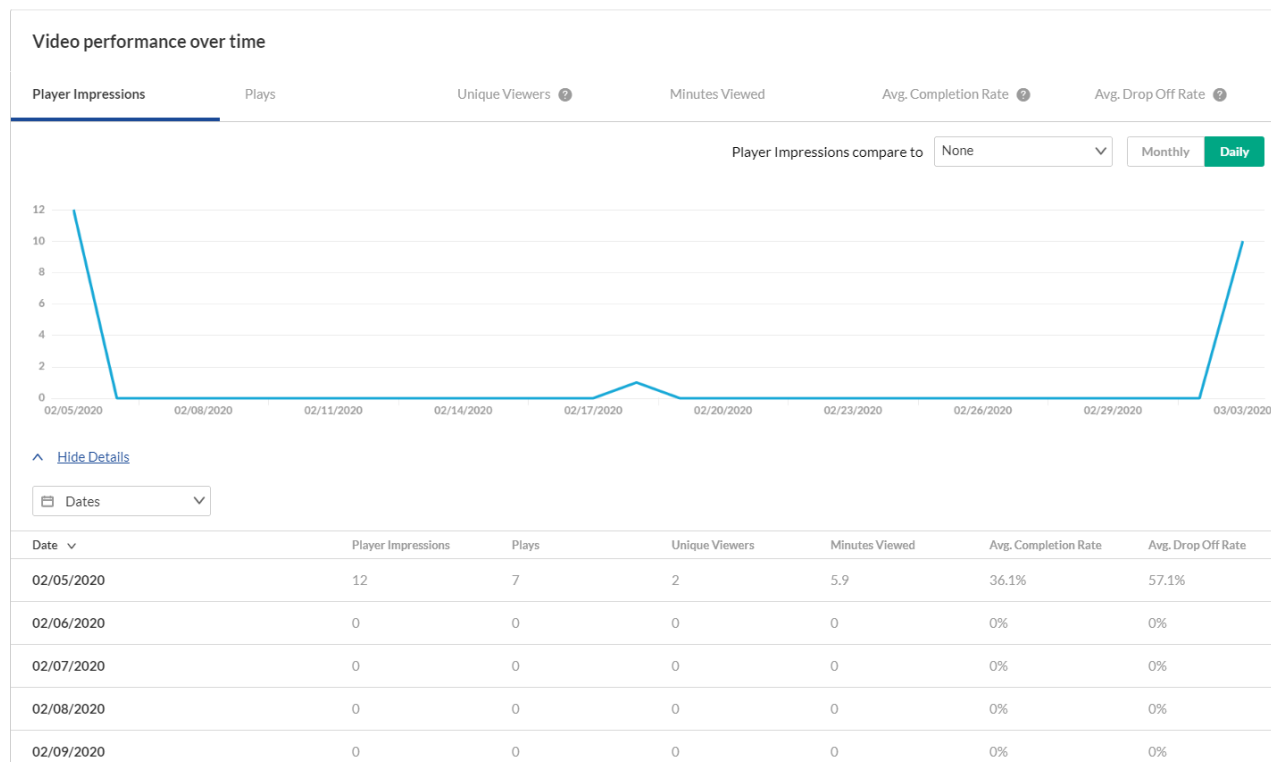 Video performance over time
Player Impressions Plays Unique Viewers ? Minutes Viewed Avg. Completion Rate ? Avg. Drop Off Rate ?
Player Impressions compare to None Monthly Daily
12
10
8
6
4
2
0
02/05/2020 02/08/2020 02/11/2020 02/14/2020 02/17/2020 02/20/2020 02/23/2020 02/26/2020 02/29/2020 03/03/2020
Hide Details
Dates
Date Player Impressions Plays Unique Viewers Minutes Viewed Avg. Completion Rate Avg. Drop Off Rate
02/05/2020 12 7 2 5.9 36.1% 57.1%
02/06/2020 0 0 0 0 0% 0%
02/07/2020 0 0 0 0 0% 0%
02/08/2020 0 0 0 0 0% 0%
02/09/2020 0 0 0 0 0% 0%